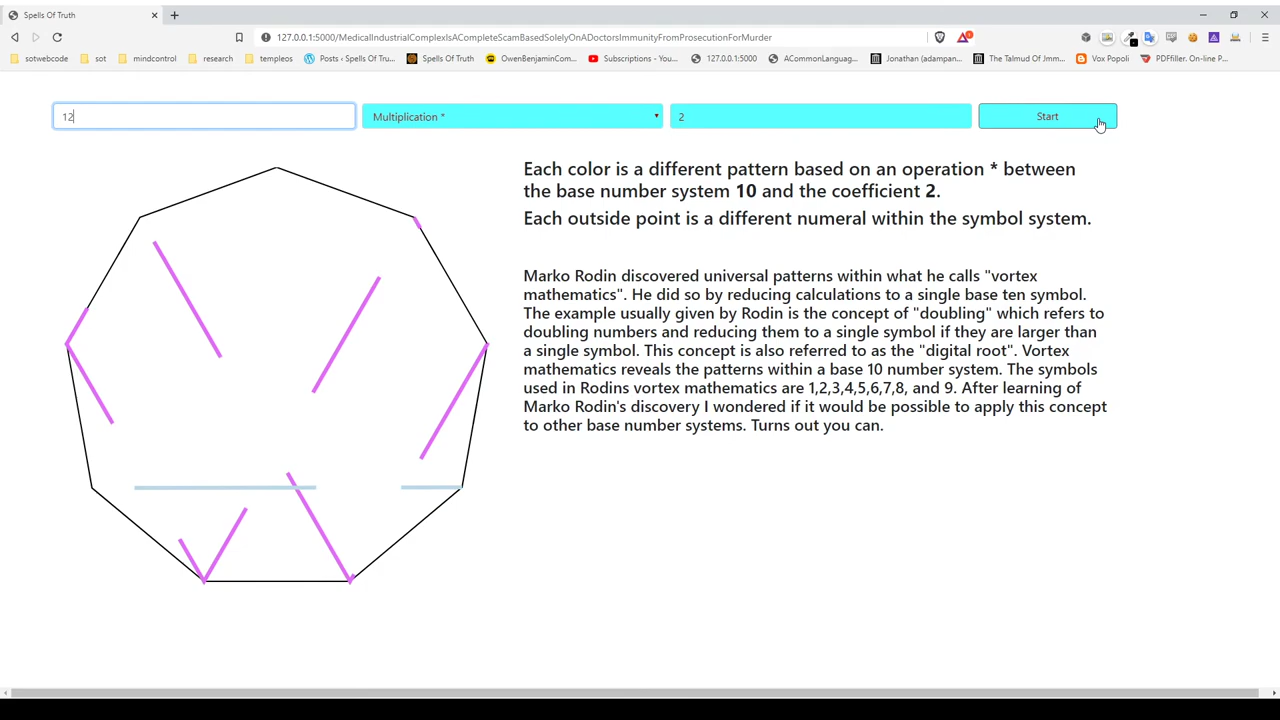 Spells Of Truth
127.0.0.1:5000/MedicalIndustrialComplexIsACompleteScamBasedSolelyOnADoctorsImmunityFromProsecutionForMurder
sotwebcode sot mindcontrol research templeos Posts ‹ Spells Of Tru... Spells Of Truth OwenBenjaminCom... Subscriptions - You... 127.0.0.1:5000 ACommonLanguag... Jonathan (adampan... The Talmud Of Jmm... Vox Popoli PDFfiller. On-line P...
12 Multiplication * 2 Start
Each color is a different pattern based on an operation * between
the base number system 10 and the coefficient 2.
Each outside point is a different numeral within the symbol system.
Marko Rodin discovered universal patterns within what he calls "vortex
mathematics". He did so by reducing calculations to a single base ten symbol.
The example usually given by Rodin is the concept of "doubling" which refers to
doubling numbers and reducing them to a single symbol if they are larger than
a single symbol. This concept is also referred to as the "digital root". Vortex
mathematics reveals the patterns within a base 10 number system. The symbols
used in Rodins vortex mathematics are 1,2,3,4,5,6,7,8, and 9. After learning of
Marko Rodin's discovery I wondered if it would be possible to apply this concept
to other base number systems. Turns out you can.